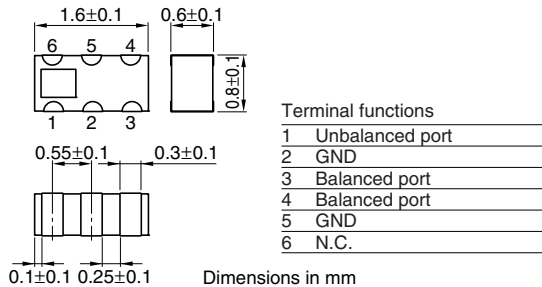 1.6±0.1
0.6±0.1
6 5 4
0.8±0.1
1 2 3
0.55±0.1
0.3±0.1
0.1±0.1 0.25±0.1
Dimensions in mm
Terminal functions
1 Unbalanced port
2 GND
3 Balanced port
4 Balanced port
5 GND
6 N.C.